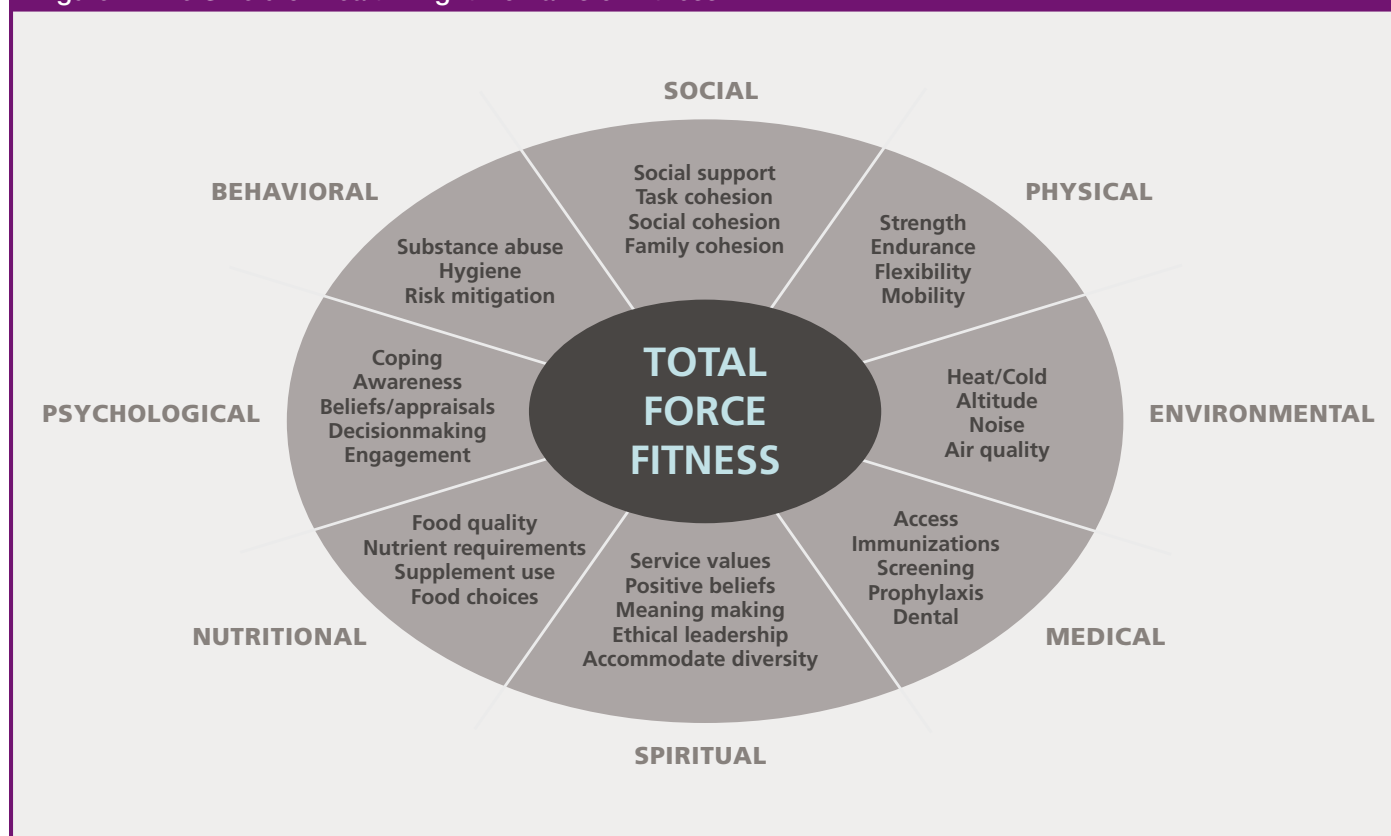 SOCIAL
Social support
Task cohesion
Social cohesion
Family cohesion
PHYSICAL
Strength
Endurance
Flexibility
Mobility
ENVIRONMENTAL
Heat/Cold
Altitude
Noise
Air quality
MEDICAL
Access
Immunizations
Screening
Prophylaxis
Dental
SPIRITUAL
Service values
Positive beliefs
Meaning making
Ethical leadership
Accommodate diversity
NUTRITIONAL
Food quality
Nutrient requirements
Supplement use
Food choices
PSYCHOLOGICAL
Coping
Awareness
Beliefs/appraisals
Decisionmaking
Engagement
BEHAVIORAL
Substance abuse
Hygiene
Risk mitigation
TOTAL
FORCE
FITNESS